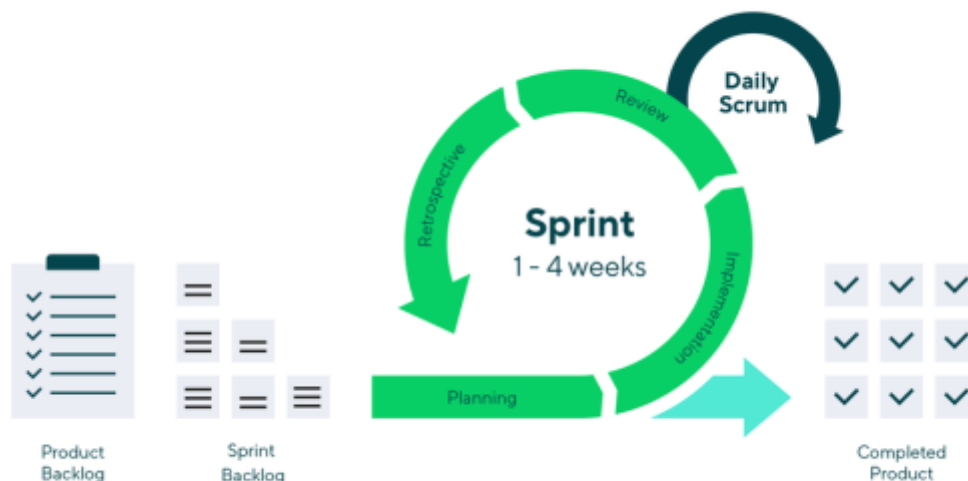 Daily
Scrum
Review
Retrospective
Sprint
1 - 4 weeks
Implementation
Planning
Product
Backlog
Sprint
Backlog
Completed
Product